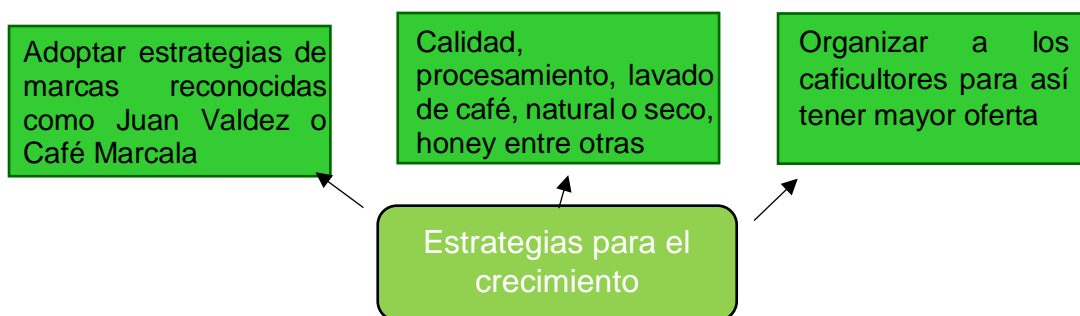 Adoptar estrategias de
marcas reconocidas
como Juan Valdez o
Café Marcala
Calidad,
procesamiento, lavado
de café, natural o seco,
honey entre otras
Organizar a los
caficultores para así
tener mayor oferta
Estrategias para el
crecimiento